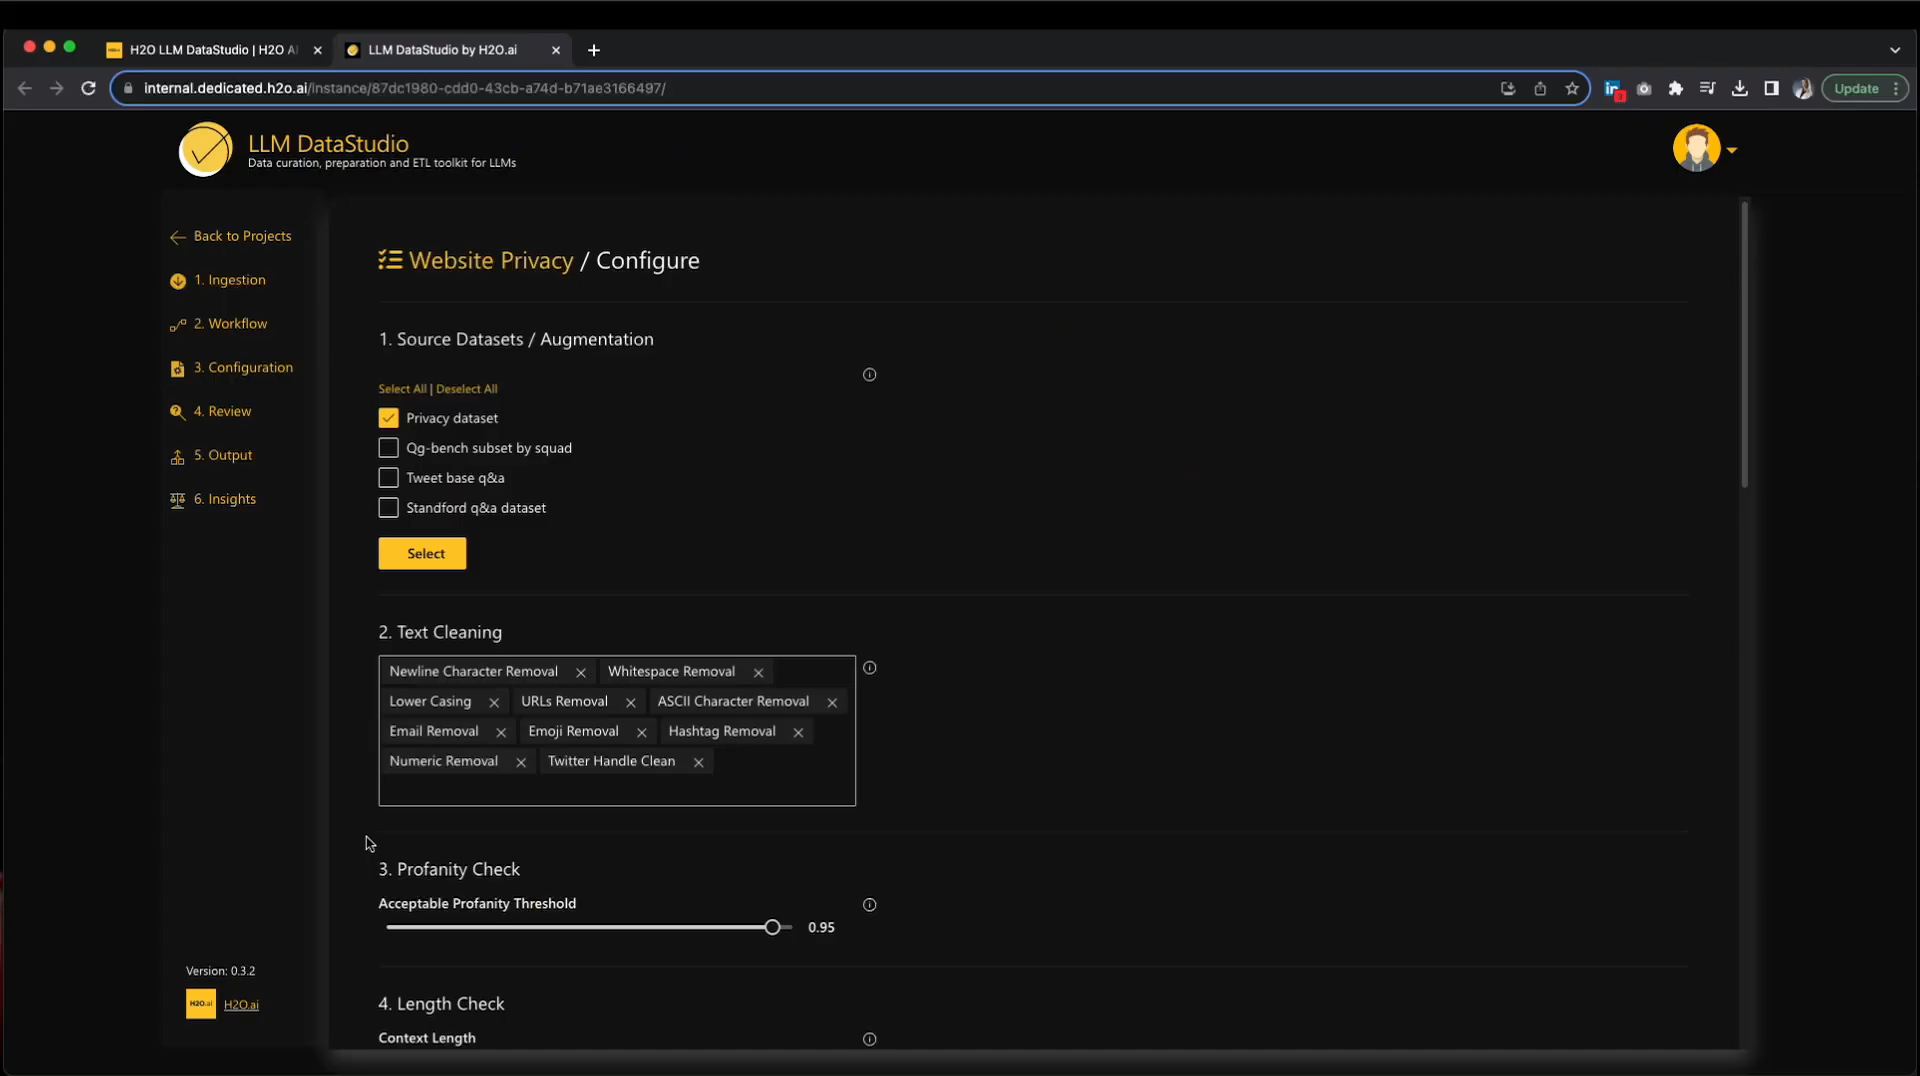 H2O LLM DataStudio | H2O AI
LLM DataStudio by H2O.ai
internal.dedicated.h2o.ai/instance/87dc1980-cdd0-43cb-a74d-b71ae3166497/
Update
LLM DataStudio
Data curation, preparation and ETL toolkit for LLMs
Back to Projects
1. Ingestion
2. Workflow
3. Configuration
4. Review
5. Output
6. Insights
Version: 0.3.2
H2O.ai H2O.ai
Website Privacy / Configure
1. Source Datasets / Augmentation
Select All | Deselect All
Privacy dataset
Qg-bench subset by squad
Tweet base q&a
Standford q&a dataset
Select
2. Text Cleaning
Newline Character Removal Whitespace Removal
Lower Casing URLs Removal ASCII Character Removal
Email Removal Emoji Removal Hashtag Removal
Numeric Removal Twitter Handle Clean
3. Profanity Check
Acceptable Profanity Threshold
0.95
4. Length Check
Context Length